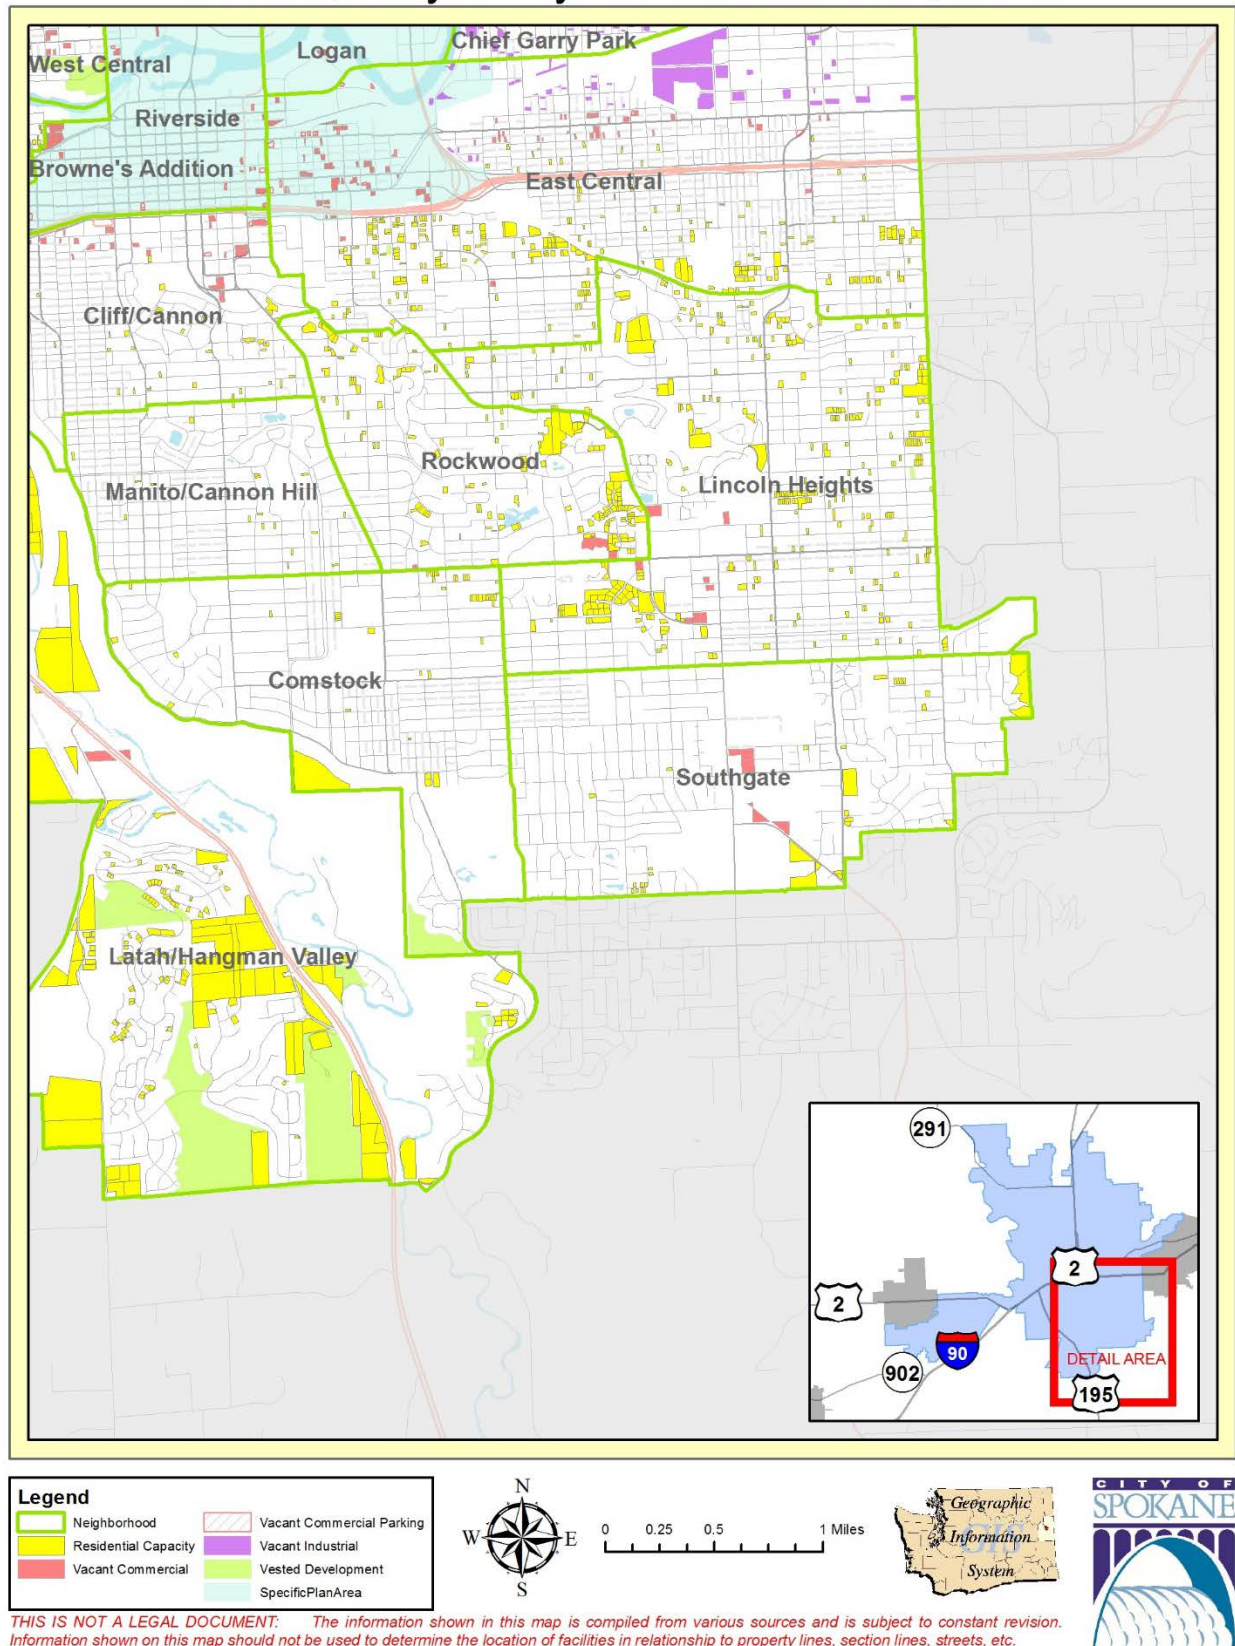 Logan
Chief Garry Park
West Central
Riverside
Browne's Addition
East Central
Cliff/Cannon
Rockwood
Manito/Cannon Hill
Lincoln Heights
Comstock
Southgate
Latah/Hangman Valley
291
2
2
90
902
DETAIL AREA
195
Legend
Neighborhood
Residential Capacity
Vacant Commercial
Vacant Commercial Parking
Vacant Industrial
Vested Development
SpecificPlanArea
N
W
E
S
0 0.25 0.5 1 Miles
Geographic
Information
System
GIS
CITY OF
SPOKANE
THIS IS NOT A LEGAL DOCUMENT: The information shown in this map is compiled from various sources and is subject to constant revision.
Information shown on this map should not be used to determine the location of facilities in relationship to property lines, section lines, streets, etc.